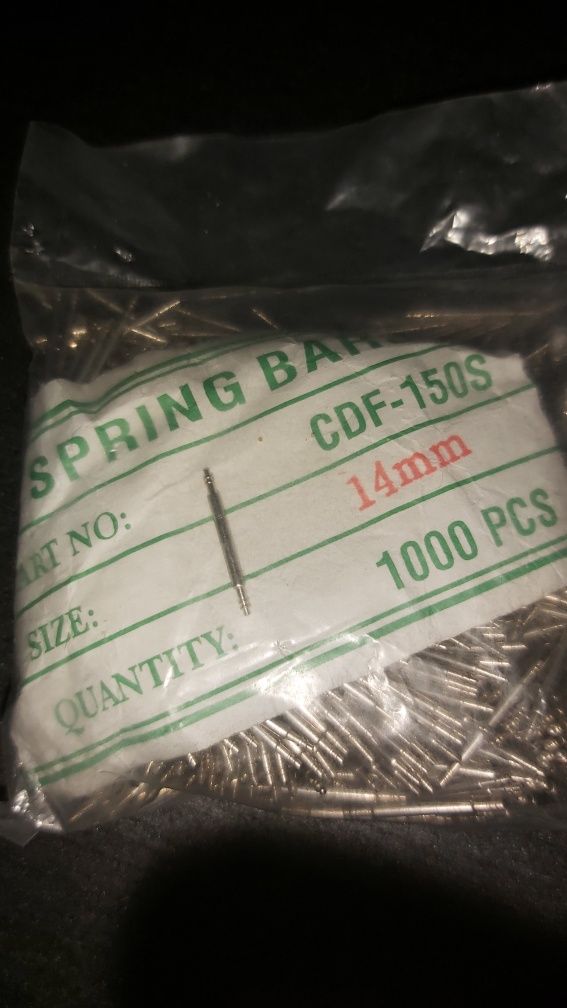 SPRING BAR
ART NO: CDF-150S
SIZE: 14mm
QUANTITY: 1000 PCS